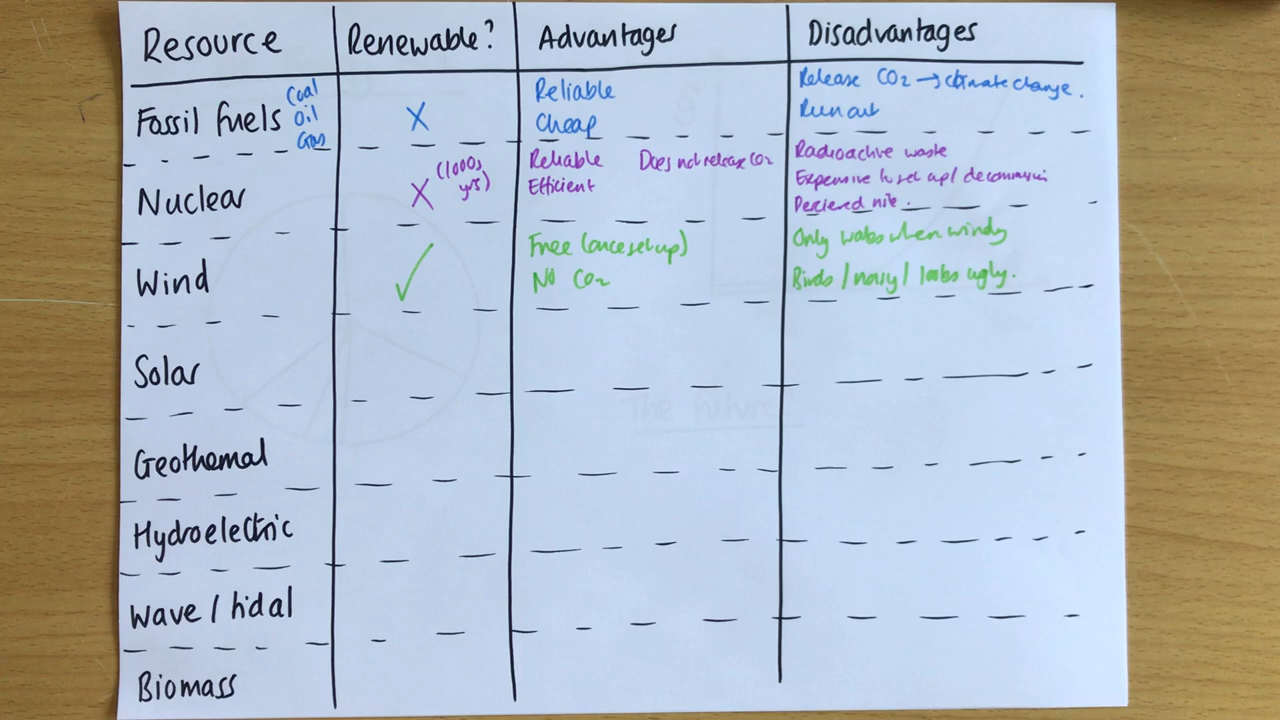 Resource Renewable? Advantages Disadvantages
Fossil fuels
Coal
Oil
Gas
X
Reliable
Cheap
Release CO2 → climate change.
Run out
Nuclear
X (1000s
yrs)
Reliable Does not release CO2
Efficient
Radioactive waste
Expensive to set up/
Wind
✓
Free (once set up)
No CO2
Only works when windy
Birds / noisy / looks ugly.
Solar
Geothermal
Hydroelectric
Wave / tidal
Biomass
The future?